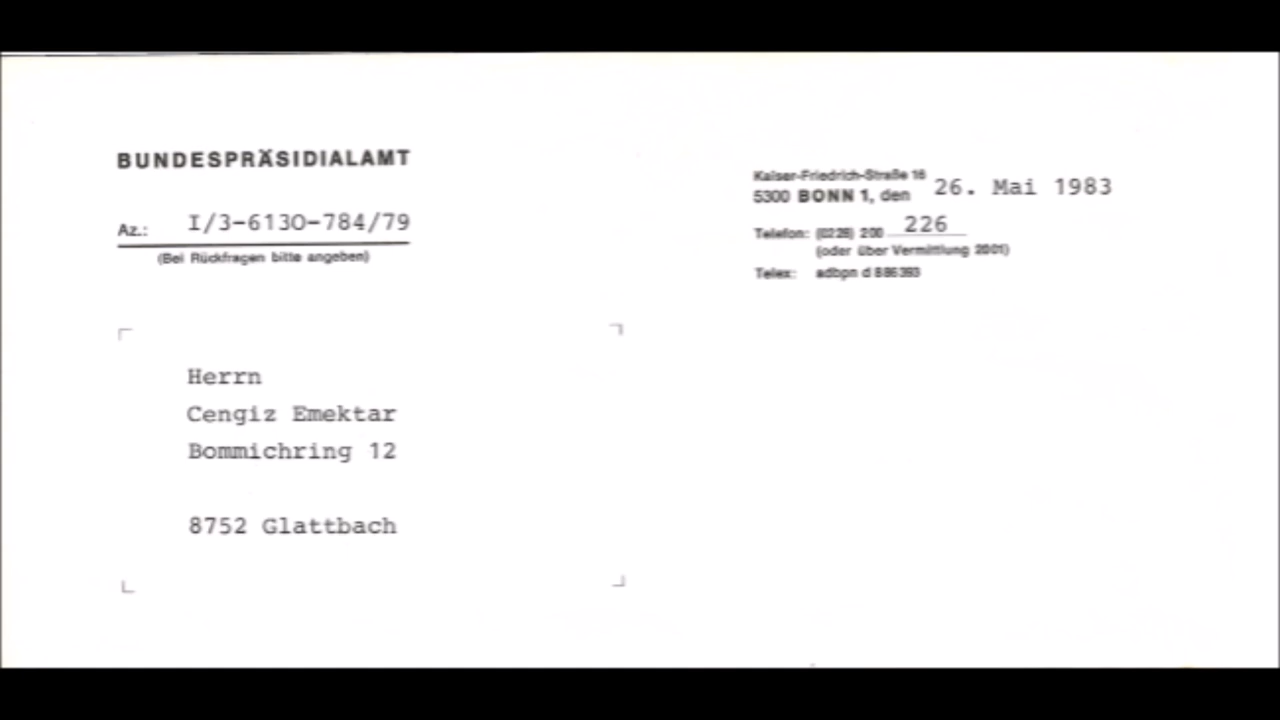 BUNDESPRÄSIDIALAMT
Az.: I/3-6130-784/79
(Bei Rückfragen bitte angeben)
Kaiser-Friedrich-Straße 16
5300 BONN 1, den 26. Mai 1983
Telefon: (0228) 200 226
(oder über Vermittlung 2001)
Telex: adbpn d 886393
Herrn
Cengiz Emektar
Bommichring 12
8752 Glattbach